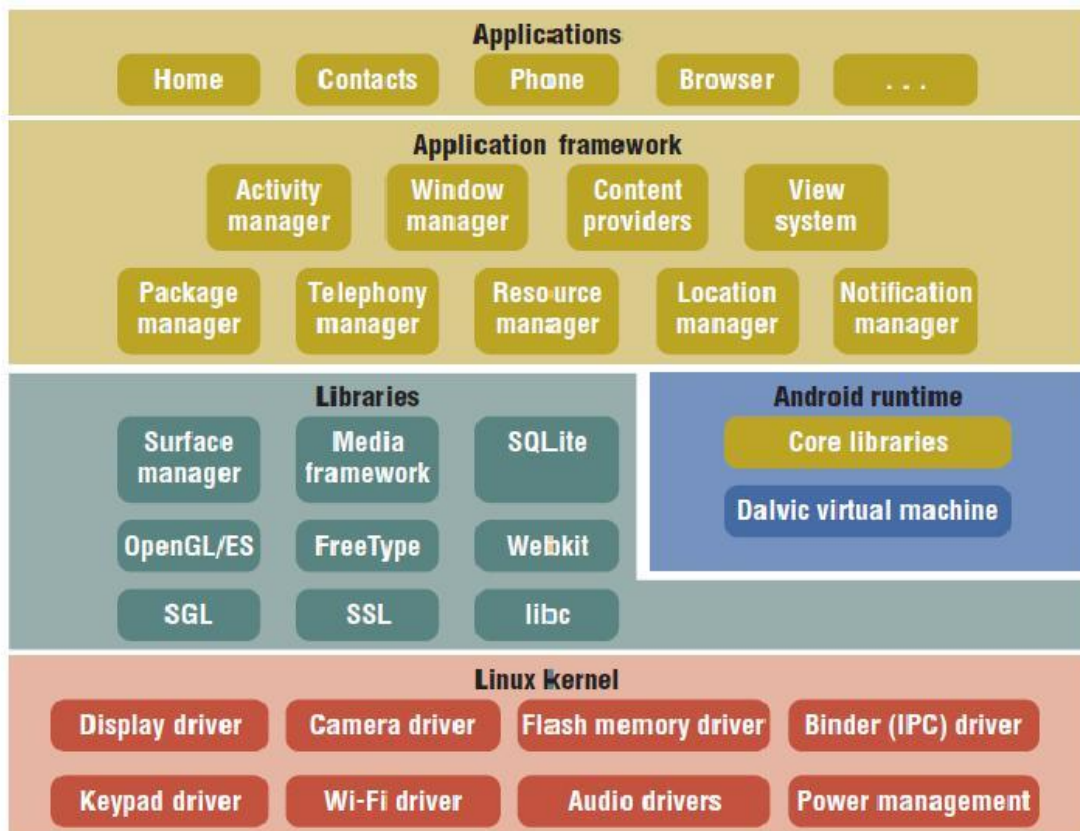 Applications
Home
Contacts
Phone
Browser
. . .
Application framework
Activity
manager
Window
manager
Content
providers
View
system
Package
manager
Telephony
manager
Resource
manager
Location
manager
Notification
manager
Libraries
Surface
manager
Media
framework
SQLite
OpenGL/ES
FreeType
Webkit
SGL
SSL
libc
Android runtime
Core libraries
Dalvic virtual machine
Linux kernel
Display driver
Camera driver
Flash memory driver
Binder (IPC) driver
Keypad driver
Wi-Fi driver
Audio drivers
Power management